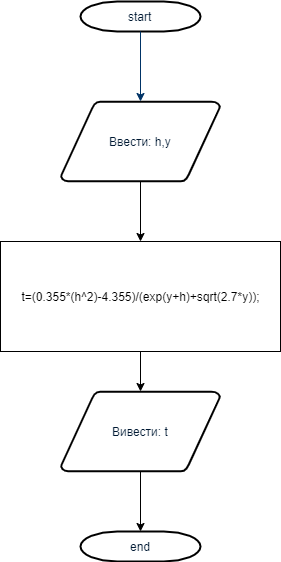 start
Ввести: h,y
t=(0.355*(h^2)-4.355)/(exp(y+h)+sqrt(2.7*y));
Вивести: t
end